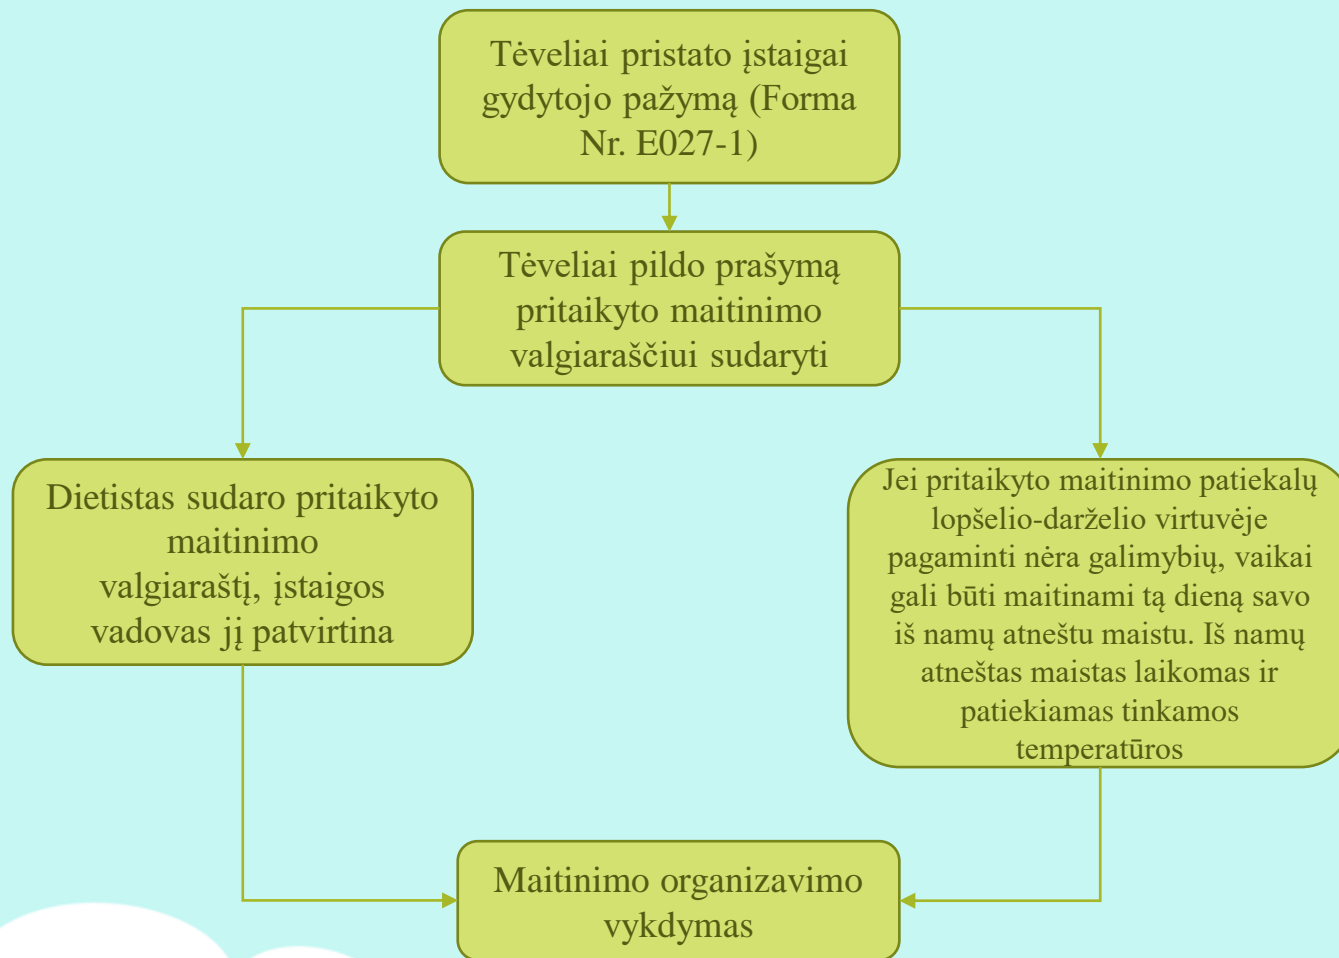 Tėveliai pristato įstaigai
gydytojo pažymą (Forma
Nr. E027-1)
Tėveliai pildo prašymą
pritaikyto maitinimo
valgiaraščiui sudaryti
Dietistas sudaro pritaikyto
maitinimo
valgiaraštį, įstaigos
vadovas jį patvirtina
Jei pritaikyto maitinimo patiekalų
lopšelio-darželio virtuvėje
pagaminti nėra galimybių, vaikai
gali būti maitinami tą dieną savo
iš namų atneštu maistu. Iš namų
atneštas maistas laikomas ir
patiekiamas tinkamos
temperatūros
Maitinimo organizavimo
vykdymas